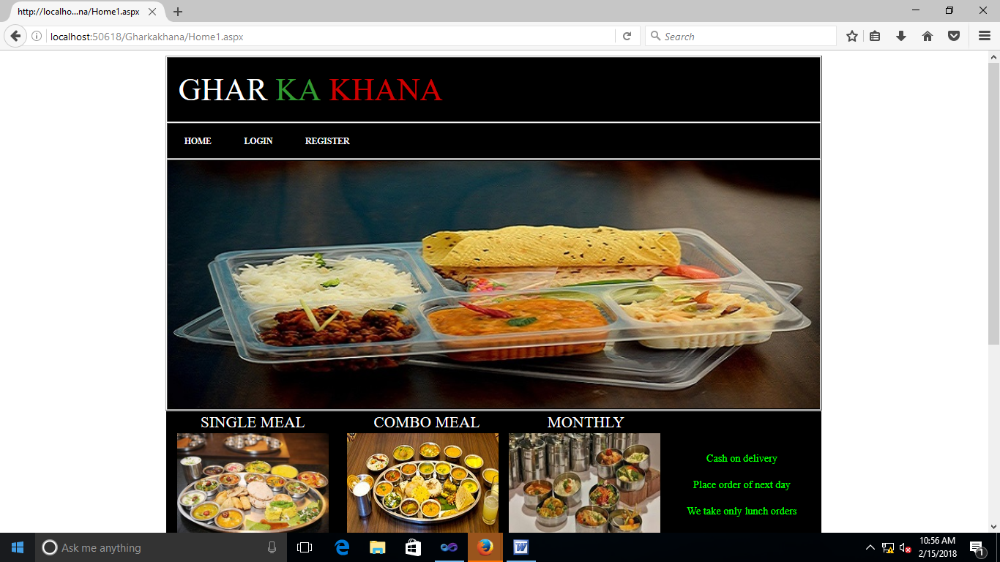 http://localho...na/Home1.aspx
localhost:50618/Gharkakhana/Home1.aspx
Search
GHAR KA KHANA
HOME LOGIN REGISTER
SINGLE MEAL COMBO MEAL MONTHLY
Cash on delivery
Place order of next day
We take only lunch orders
Ask me anything
10:56 AM
2/15/2018
1